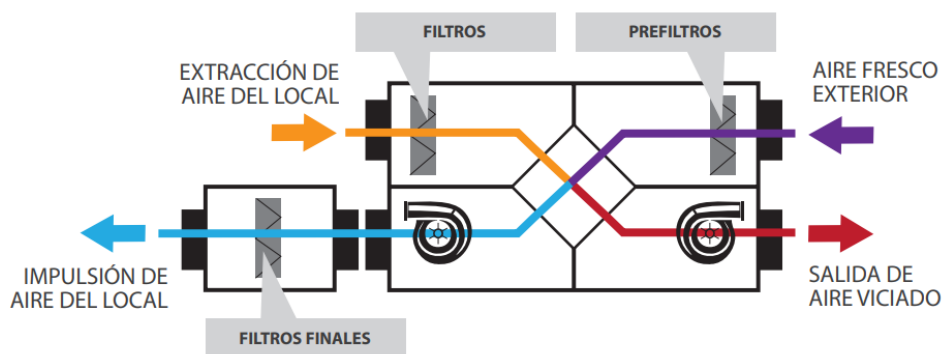 FILTROS
PREFILTROS
EXTRACCIÓN DE
AIRE DEL LOCAL
AIRE FRESCO
EXTERIOR
IMPULSIÓN DE
AIRE DEL LOCAL
SALIDA DE
AIRE VICIADO
FILTROS FINALES